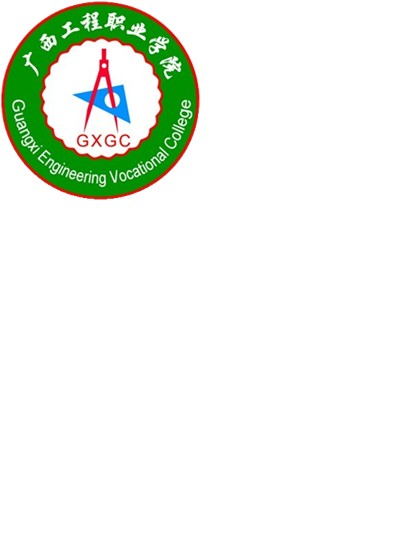 广西工程职业学院
GXGC
Guangxi Engineering Vocational College